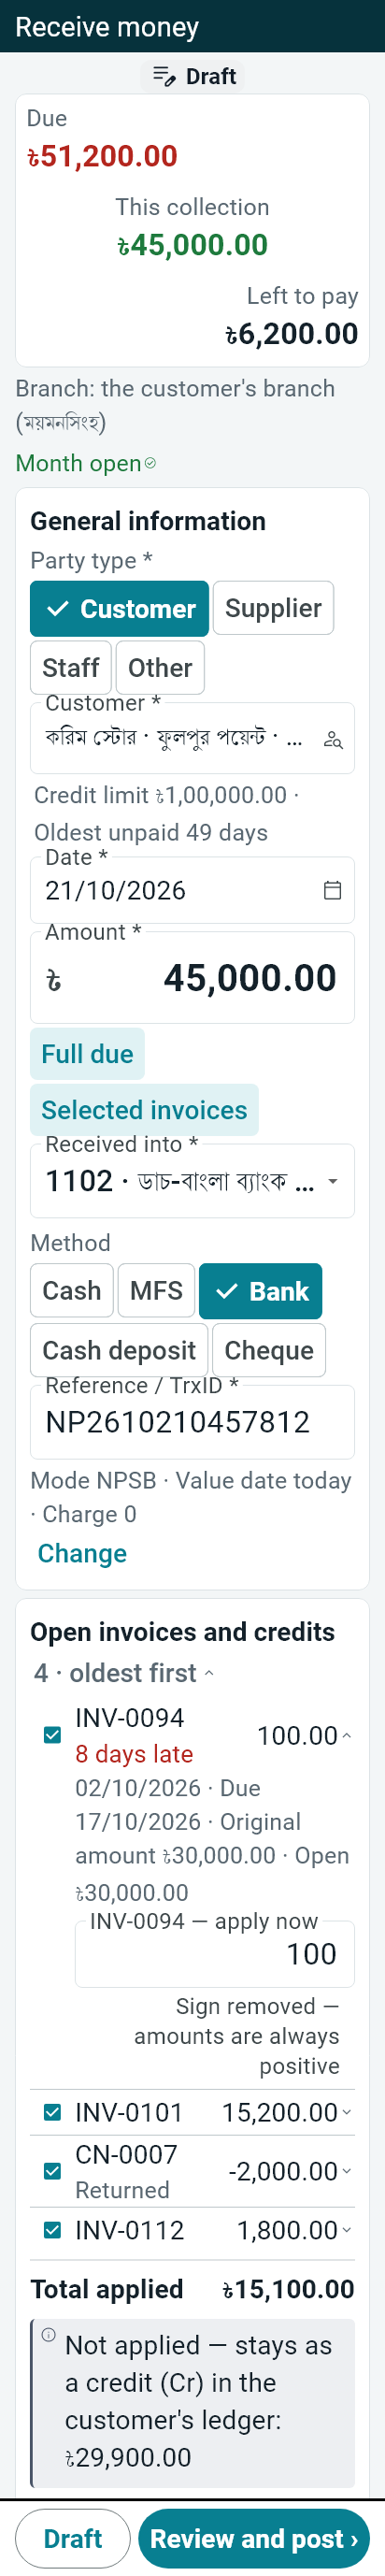 Receive money
Draft
Due
৳51,200.00
This collection
৳45,000.00
Left to pay
৳6,200.00
Branch: the customer's branch
(ময়মনসিংহ)
Month open
General information
Party type *
Customer
Supplier
Staff
Other
Customer *
করিম স্টোর · ফুলপুর পয়েন্ট · ...
Credit limit ৳1,00,000.00 ·
Oldest unpaid 49 days
Date *
21/10/2026
Amount *
৳ 45,000.00
Full due
Selected invoices
Received into *
1102 · ডাচ-বাংলা ব্যাংক ...
Method
Cash
MFS
Bank
Cash deposit
Cheque
Reference / TrxID *
NP2610210457812
Mode NPSB · Value date today
· Charge 0
Change
Open invoices and credits
4 · oldest first
INV-0094 100.00
8 days late
02/10/2026 · Due
17/10/2026 · Original
amount ৳30,000.00 · Open
৳30,000.00
INV-0094 — apply now
100
Sign removed —
amounts are always
positive
INV-0101 15,200.00
CN-0007 -2,000.00
Returned
INV-0112 1,800.00
Total applied ৳15,100.00
Not applied — stays as
a credit (Cr) in the
customer's ledger:
৳29,900.00
Draft
Review and post ›